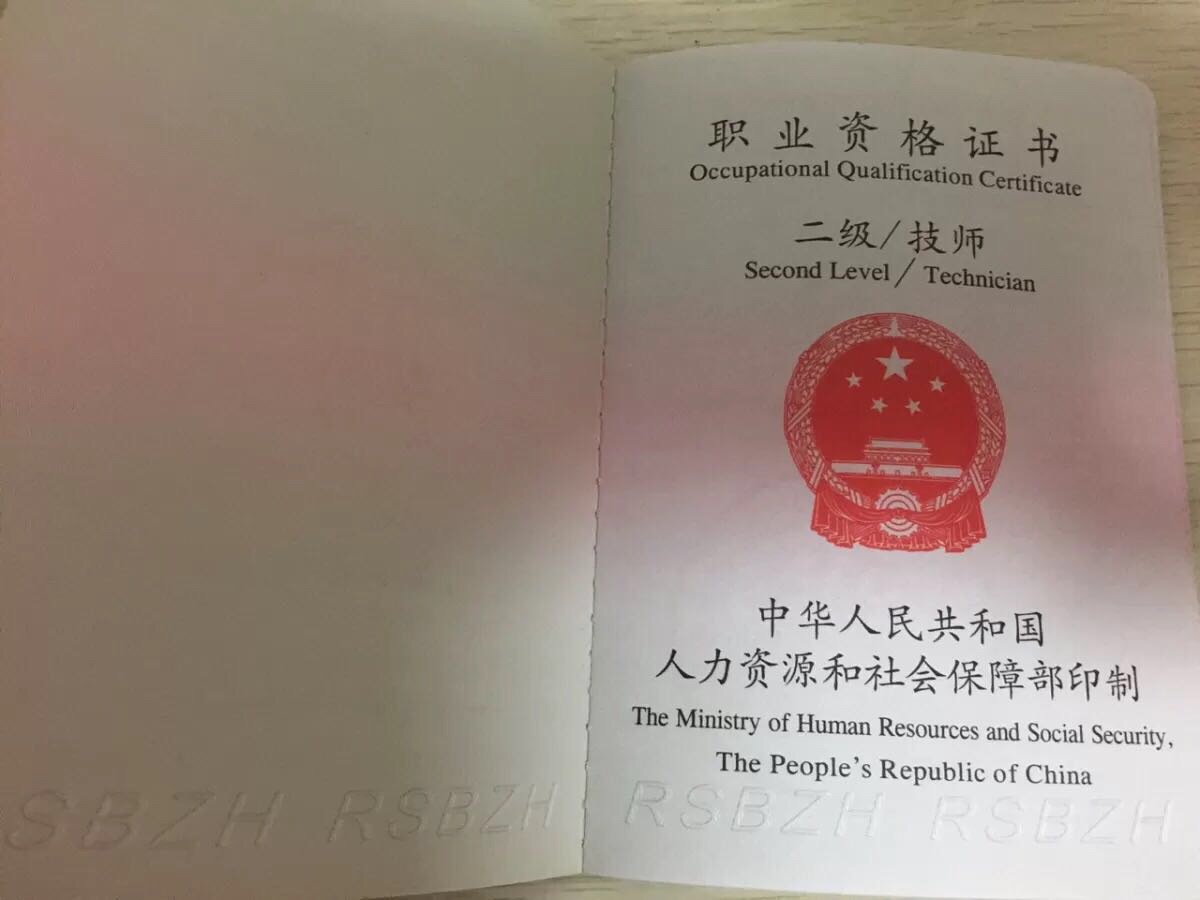 职业资格证书
Occupational Qualification Certificate
二级/技师
Second Level/Technician
中华人民共和国
人力资源和社会保障部印制
The Ministry of Human Resources and Social Security,
The People's Republic of China
SBZH RSBZH RSBZH RSBZH